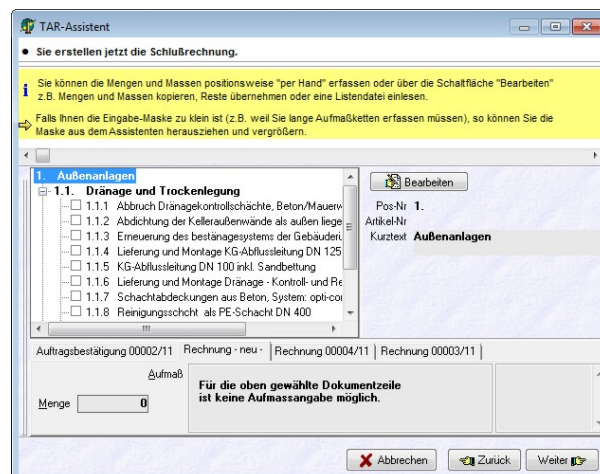 TAR-Assistent
● Sie erstellen jetzt die Schlußrechnung.
Sie können die Mengen und Massen positionsweise "per Hand" erfassen oder über die Schaltfläche "Bearbeiten"
z.B. Mengen und Massen kopieren, Reste übernehmen oder eine Listendatei einlesen.
Falls Ihnen die Eingabe-Maske zu klein ist (z.B. weil Sie lange Aufmaßketten erfassen müssen), so können Sie die
Maske aus dem Assistenten herausziehen und vergrößern.
1. Außenanlagen
1.1. Dränage und Trockenlegung
1.1.1 Abbruch Dränagekontrollschächte, Beton/Mauerw
1.1.2 Abdichtung der Kelleraußenwände als außen liege
1.1.3 Erneuerung des bestänagesystems der Gebäuderü
1.1.4 Lieferung und Montage KG-Abflussleitung DN 125
1.1.5 KG-Abflussleitung DN 100 inkl. Sandbettung
1.1.6 Lieferung und Montage Dränage - Kontroll- und Re
1.1.7 Schachtabdeckungen aus Beton, System: opti-cor
1.1.8 Reinigungsschcht als PE-Schacht DN 400
Bearbeiten
Pos-Nr 1.
Artikel-Nr
Kurztext Außenanlagen
Auftragsbestätigung 00002/11 Rechnung - neu - Rechnung 00004/11 Rechnung 00003/11
Aufmaß
Menge 0
Für die oben gewählte Dokumentzeile
ist keine Aufmassangabe möglich.
Abbrechen Zurück Weiter